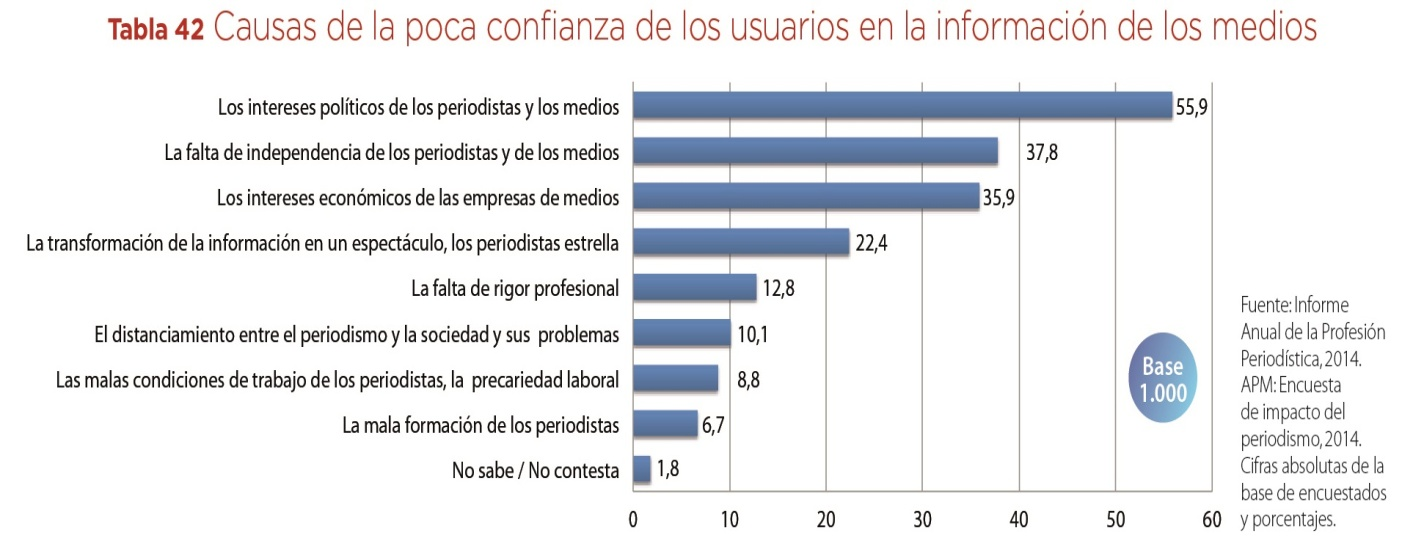 Tabla 42 Causas de la poca confianza de los usuarios en la información de los medios
Los intereses políticos de los periodistas y los medios 55,9
La falta de independencia de los periodistas y de los medios 37,8
Los intereses económicos de las empresas de medios 35,9
La transformación de la información en un espectáculo, los periodistas estrella 22,4
La falta de rigor profesional 12,8
El distanciamiento entre el periodismo y la sociedad y sus problemas 10,1
Las malas condiciones de trabajo de los periodistas, la precariedad laboral 8,8
La mala formación de los periodistas 6,7
No sabe / No contesta 1,8
0 10 20 30 40 50 60
Base
1.000
Fuente: Informe
Anual de la Profesión
Periodística, 2014.
APM: Encuesta
de impacto del
periodismo, 2014.
Cifras absolutas de la
base de encuestados
y porcentajes.